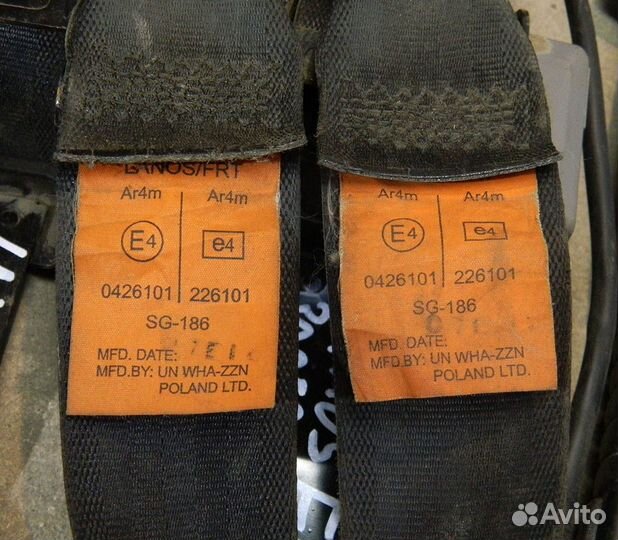 LANOS/FRT
Ar4m Ar4m
E4 e4
0426101 226101
SG-186
MFD. DATE:
MFD.BY: UN WHA-ZZN
POLAND LTD.
Ar4m Ar4m
E4 e4
0426101 226101
SG-186
MFD. DATE:
MFD.BY: UN WHA-ZZN
POLAND LTD.
Avito